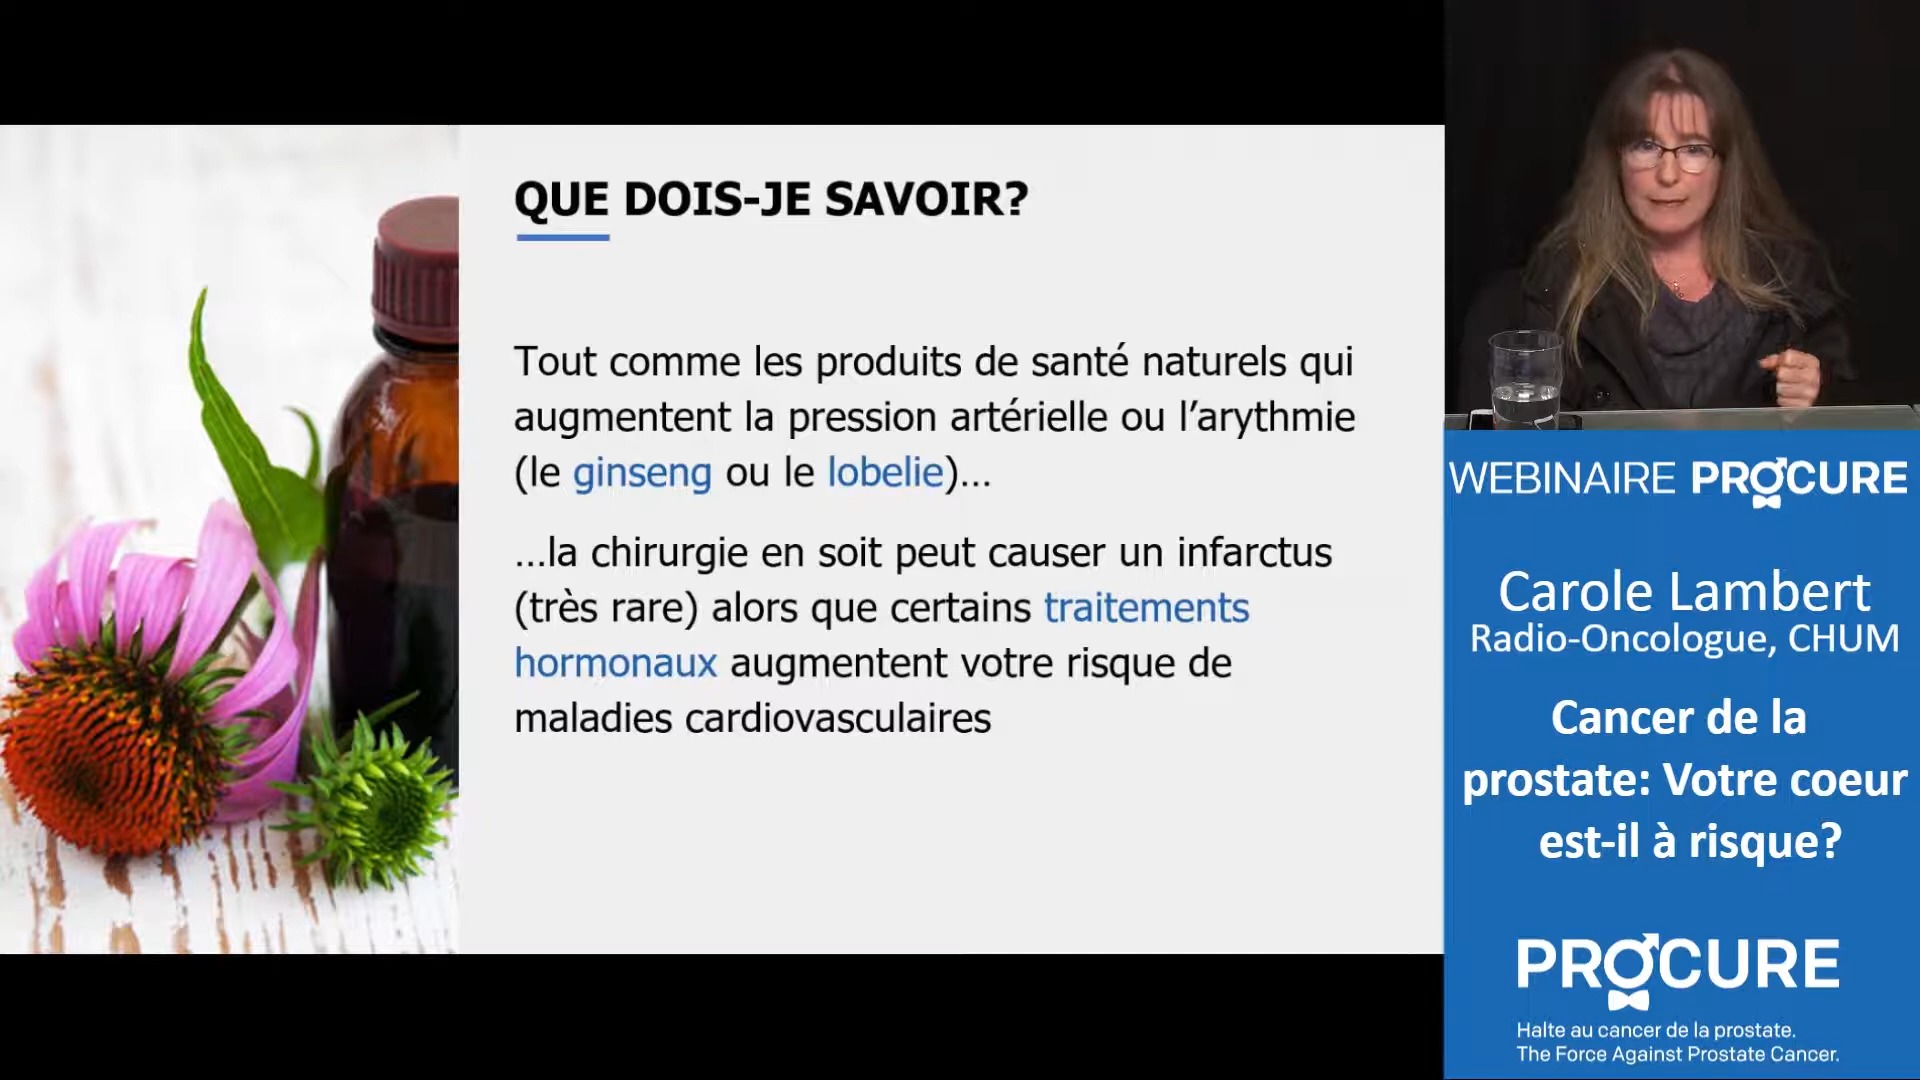 QUE DOIS-JE SAVOIR?
Tout comme les produits de santé naturels qui
augmentent la pression artérielle ou l’arythmie
(le ginseng ou le lobelie)…
…la chirurgie en soit peut causer un infarctus
(très rare) alors que certains traitements
hormonaux augmentent votre risque de
maladies cardiovasculaires
WEBINAIRE PROCURE
Carole Lambert
Radio-Oncologue, CHUM
Cancer de la
prostate: Votre coeur
est-il à risque?
PROCURE
Halte au cancer de la prostate.
The Force Against Prostate Cancer.